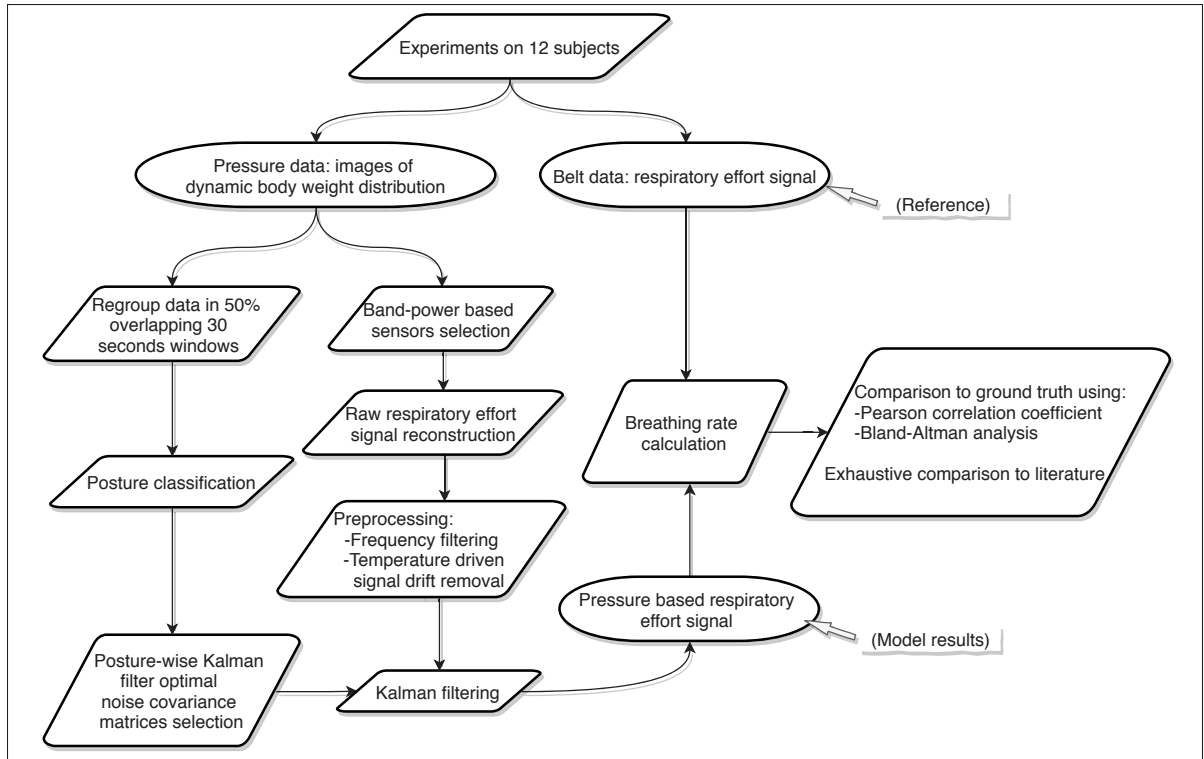 Experiments on 12 subjects
Pressure data: images of
dynamic body weight distribution
Belt data: respiratory effort signal
(Reference)
Regroup data in 50%
overlapping 30
seconds windows
Band-power based
sensors selection
Raw respiratory effort
signal reconstruction
Breathing rate
calculation
Comparison to ground truth using:
-Pearson correlation coefficient
-Bland-Altman analysis
Exhaustive comparison to literature
Posture classification
Preprocessing:
-Frequency filtering
-Temperature driven
signal drift removal
Pressure based respiratory
effort signal
(Model results)
Posture-wise Kalman
filter optimal
noise covariance
matrices selection
Kalman filtering